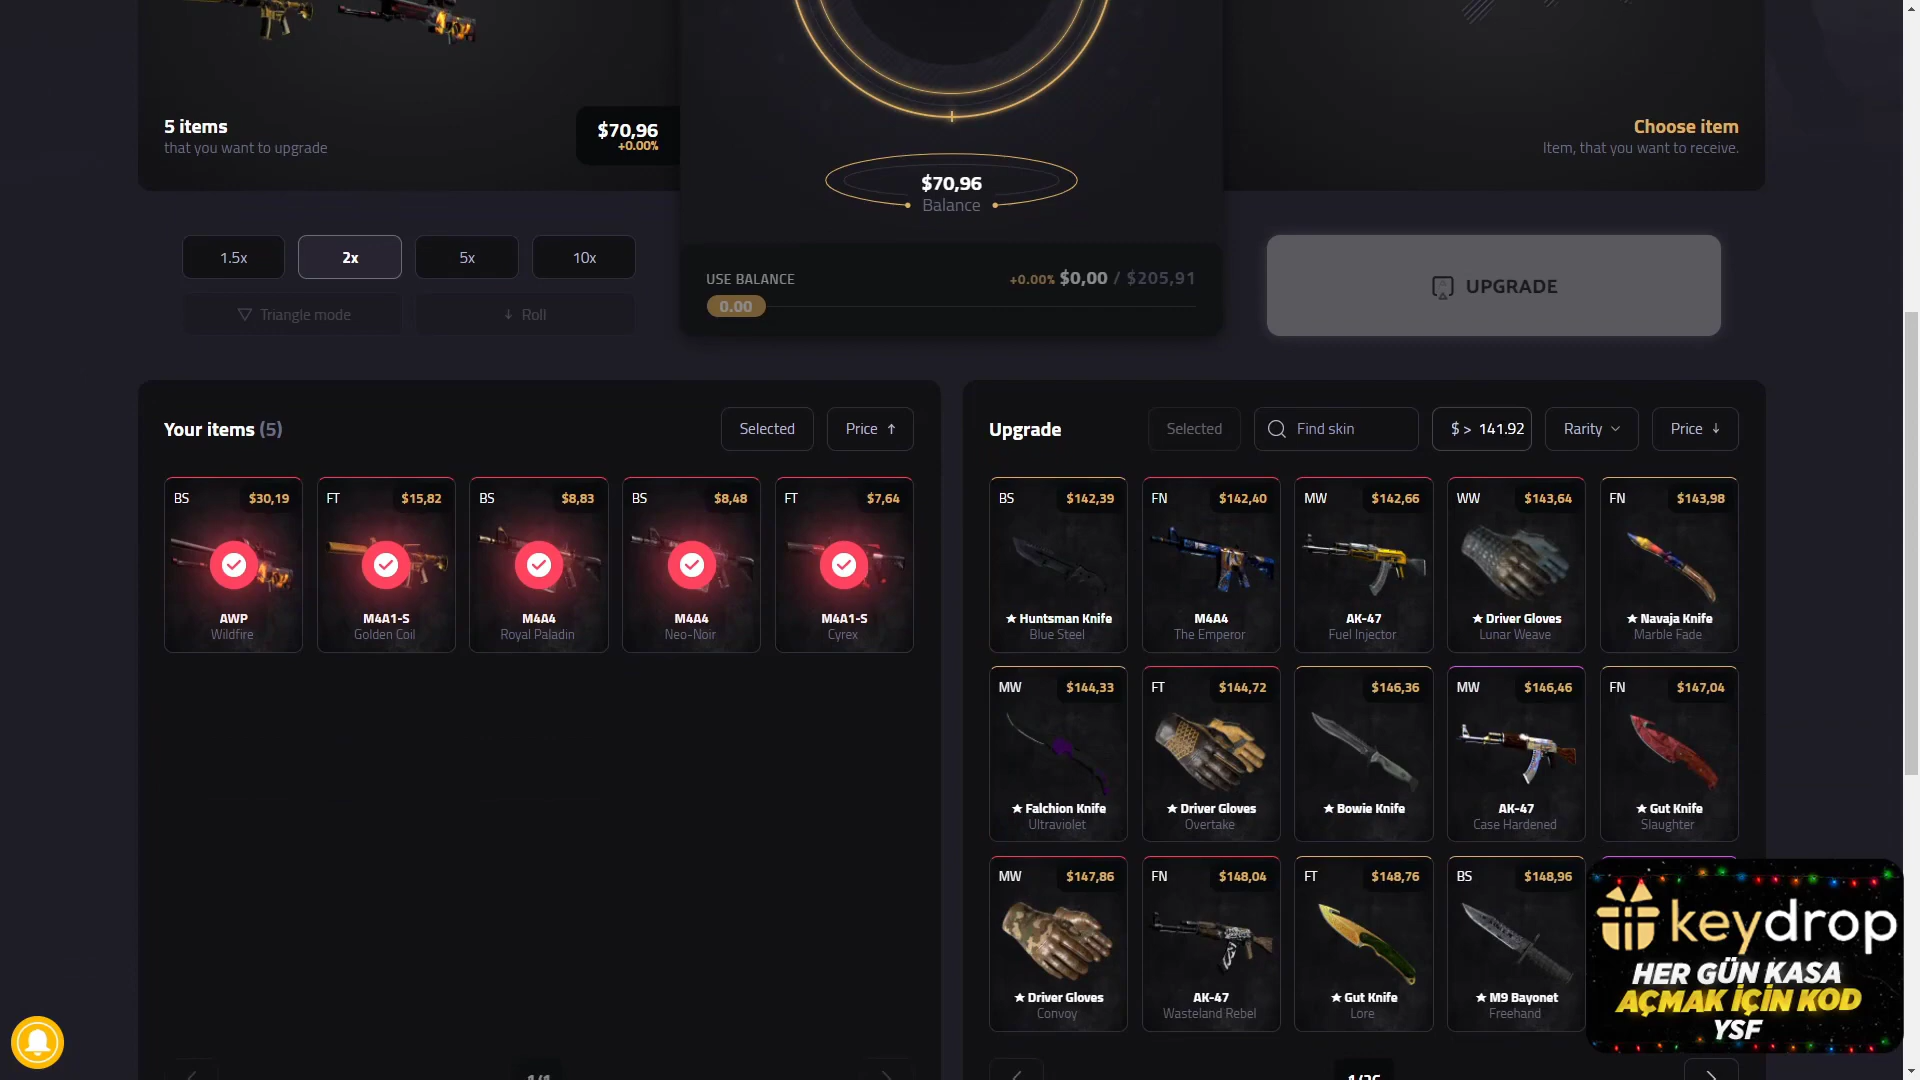 5 items
that you want to upgrade
$70,96
+0.00%
$70,96
Balance
Choose item
Item, that you want to receive.
1.5x
2x
5x
10x
Triangle mode
Roll
USE BALANCE
+0.00% $0,00 / $205,91
0.00
UPGRADE
Your items (5)
Selected
Price
BS $30,19
AWP
Wildfire
FT $15,82
M4A1-S
Golden Coil
BS $8,83
M4A4
Royal Paladin
BS $8,48
M4A4
Neo-Noir
FT $7,64
M4A1-S
Cyrex
1/1
Upgrade
Selected
Find skin
$ > 141.92
Rarity
Price
BS $142,39
★ Huntsman Knife
Blue Steel
FN $142,40
M4A4
The Emperor
MW $142,66
AK-47
Fuel Injector
WW $143,64
★ Driver Gloves
Lunar Weave
FN $143,98
★ Navaja Knife
Marble Fade
MW $144,33
★ Falchion Knife
Ultraviolet
FT $144,72
★ Driver Gloves
Overtake
$146,36
★ Bowie Knife
MW $146,46
AK-47
Case Hardened
FN $147,04
★ Gut Knife
Slaughter
MW $147,86
★ Driver Gloves
Convoy
FN $148,04
AK-47
Wasteland Rebel
FT $148,76
★ Gut Knife
Lore
BS $148,96
★ M9 Bayonet
Freehand
keydrop
HER GÜN KASA
AÇMAK İÇİN KOD
YSF